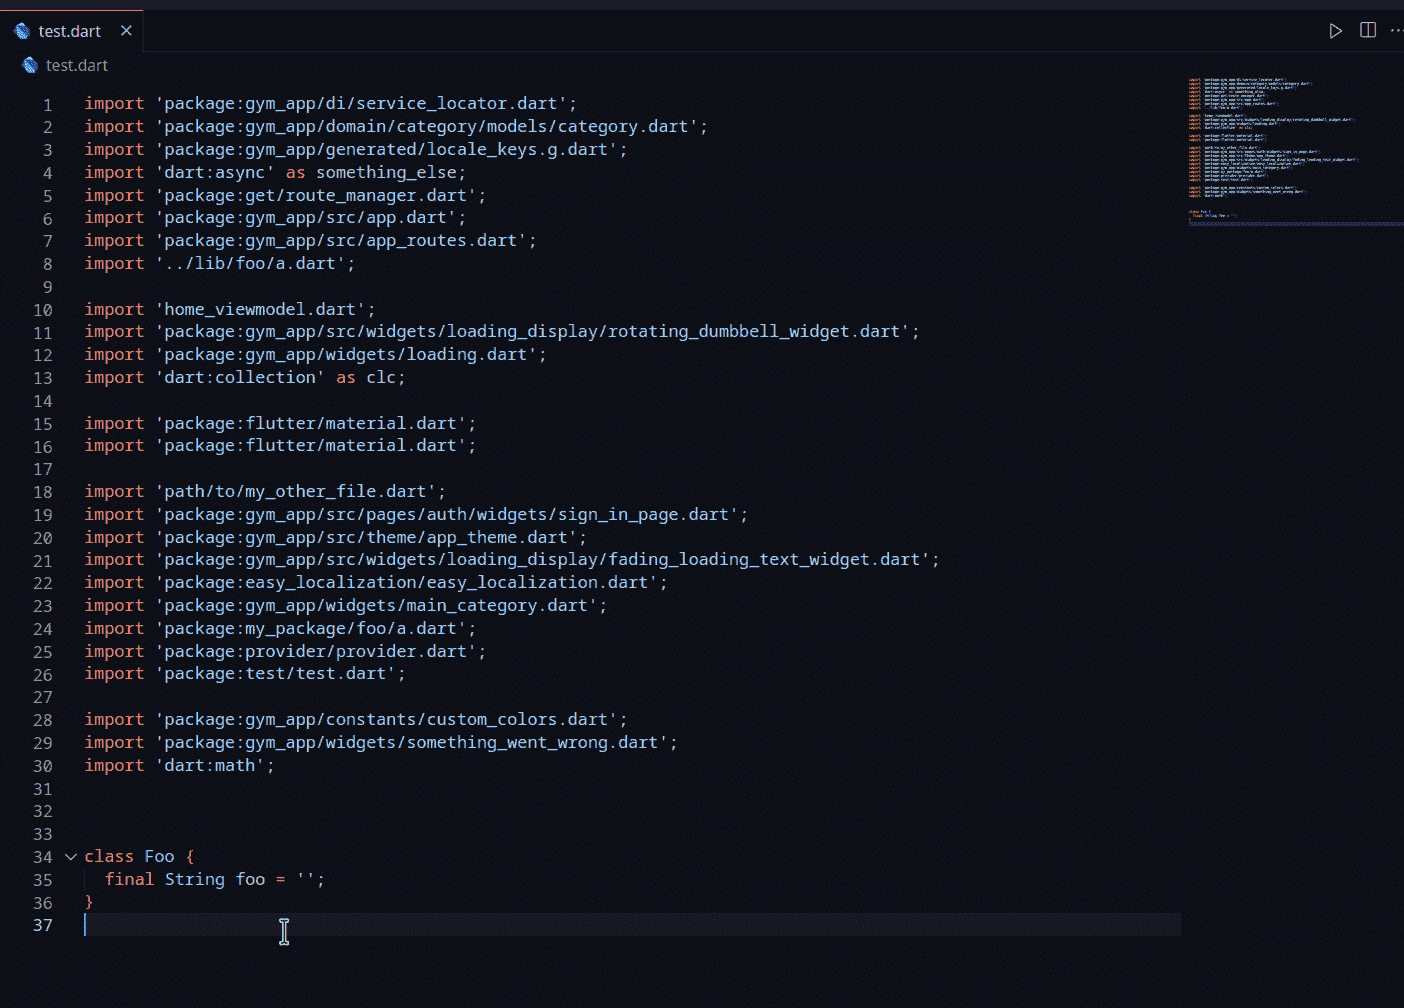 test.dart
test.dart
1 import 'package:gym_app/di/service_locator.dart';
2 import 'package:gym_app/domain/category/models/category.dart';
3 import 'package:gym_app/generated/locale_keys.g.dart';
4 import 'dart:async' as something_else;
5 import 'package:get/route_manager.dart';
6 import 'package:gym_app/src/app.dart';
7 import 'package:gym_app/src/app_routes.dart';
8 import '../lib/foo/a.dart';
9
10 import 'home_viewmodel.dart';
11 import 'package:gym_app/src/widgets/loading_display/rotating_dumbbell_widget.dart';
12 import 'package:gym_app/widgets/loading.dart';
13 import 'dart:collection' as clc;
14
15 import 'package:flutter/material.dart';
16 import 'package:flutter/material.dart';
17
18 import 'path/to/my_other_file.dart';
19 import 'package:gym_app/src/pages/auth/widgets/sign_in_page.dart';
20 import 'package:gym_app/src/theme/app_theme.dart';
21 import 'package:gym_app/src/widgets/loading_display/fading_loading_text_widget.dart';
22 import 'package:easy_localization/easy_localization.dart';
23 import 'package:gym_app/widgets/main_category.dart';
24 import 'package:my_package/foo/a.dart';
25 import 'package:provider/provider.dart';
26 import 'package:test/test.dart';
27
28 import 'package:gym_app/constants/custom_colors.dart';
29 import 'package:gym_app/widgets/something_went_wrong.dart';
30 import 'dart:math';
31
32
33
34 class Foo {
35   final String foo = '';
36 }
37